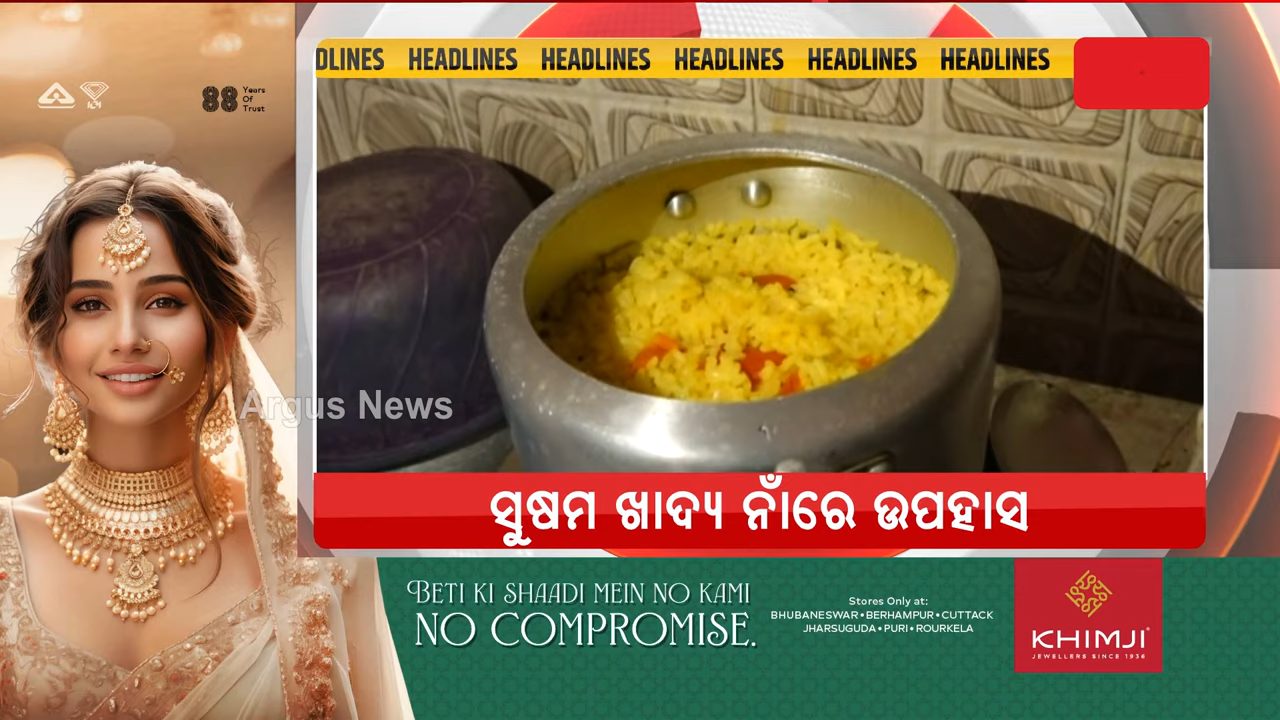 DLINES HEADLINES HEADLINES HEADLINES HEADLINES HEADLINES
88 Years
Of
Trust
Argus News
ସୁଷମ ଖାଦ୍ୟ ନାଁରେ ଉପହାସ
BETI KI SHAADI MEIN NO KAMI
NO COMPROMISE.
Stores Only at:
BHUBANESWAR • BERHAMPUR • CUTTACK
JHARSUGUDA • PURI • ROURKELA
KHIMJI
JEWELLERS SINCE 1936